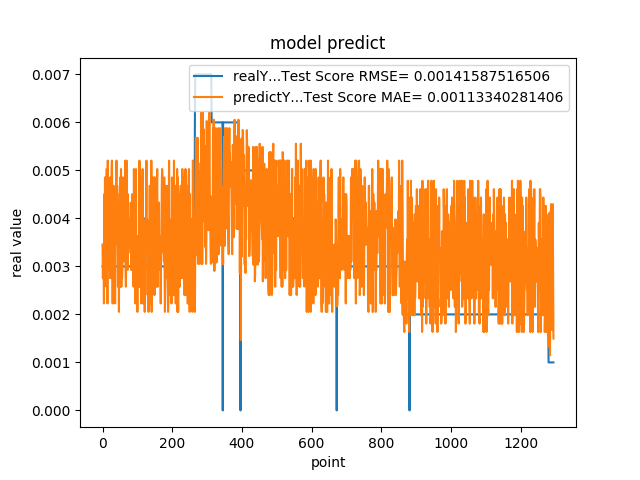 model predict
realY...Test Score RMSE= 0.00141587516506
predictY...Test Score MAE= 0.00113340281406
0.007
0.006
0.005
0.004
0.003
0.002
0.001
0.000
real value
0 200 400 600 800 1000 1200
point